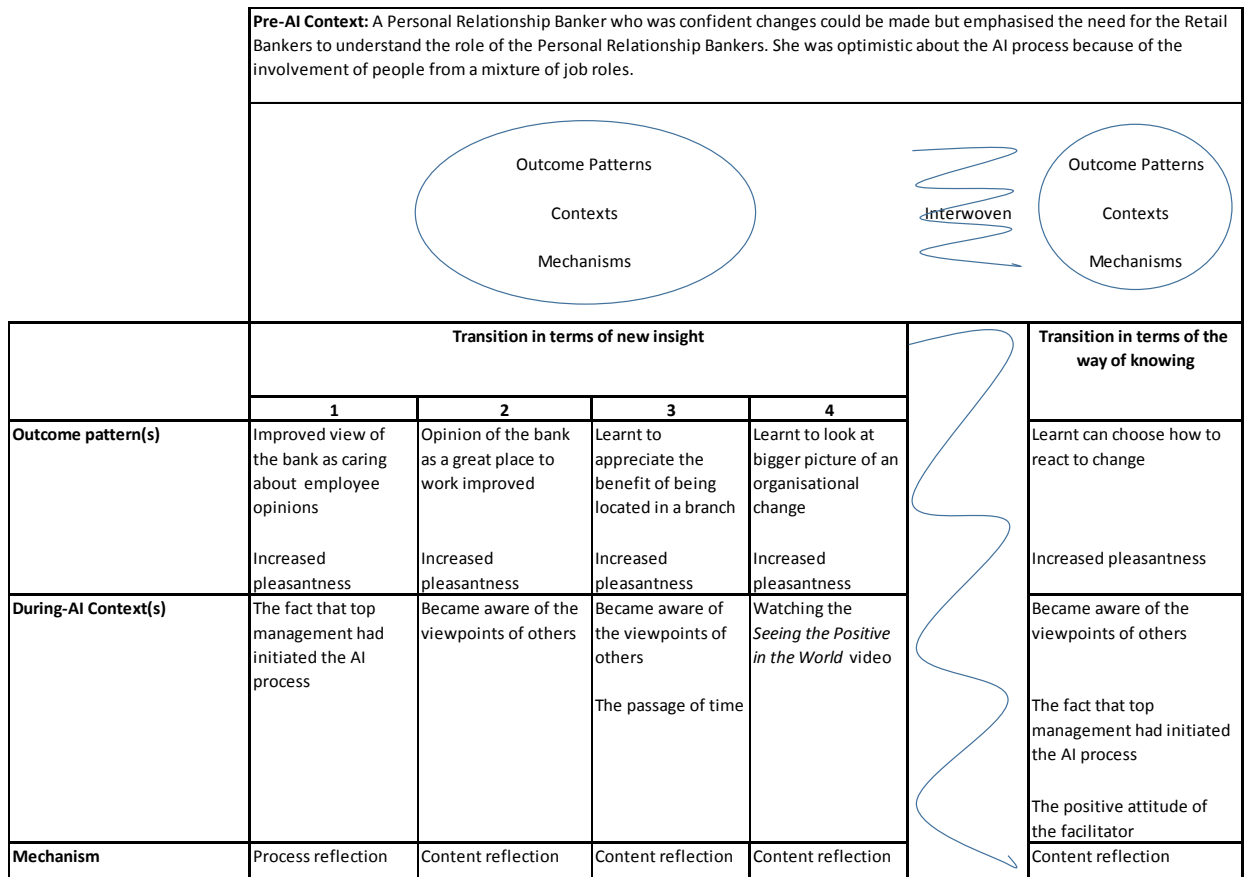 Pre-AI Context: A Personal Relationship Banker who was confident changes could be made but emphasised the need for the Retail
Bankers to understand the role of the Personal Relationship Bankers. She was optimistic about the AI process because of the
involvement of people from a mixture of job roles.
Outcome Patterns
Contexts
Mechanisms
Interwoven
Outcome Patterns
Contexts
Mechanisms
Transition in terms of new insight
Transition in terms of the
way of knowing
1
2
3
4
Outcome pattern(s)
Improved view of
the bank as caring
about employee
opinions
Increased
pleasantness
Opinion of the bank
as a great place to
work improved
Increased
pleasantness
Learnt to
appreciate the
benefit of being
located in a branch
Increased
pleasantness
Learnt to look at
bigger picture of an
organisational
change
Increased
pleasantness
Learnt can choose how to
react to change
Increased pleasantness
During-AI Context(s)
The fact that top
management had
initiated the AI
process
Became aware of the
viewpoints of others
Became aware of
the viewpoints of
others
The passage of time
Watching the
Seeing the Positive
in the World video
Became aware of the
viewpoints of others
The fact that top
management had initiated
the AI process
The positive attitude of
the facilitator
Mechanism
Process reflection
Content reflection
Content reflection
Content reflection
Content reflection